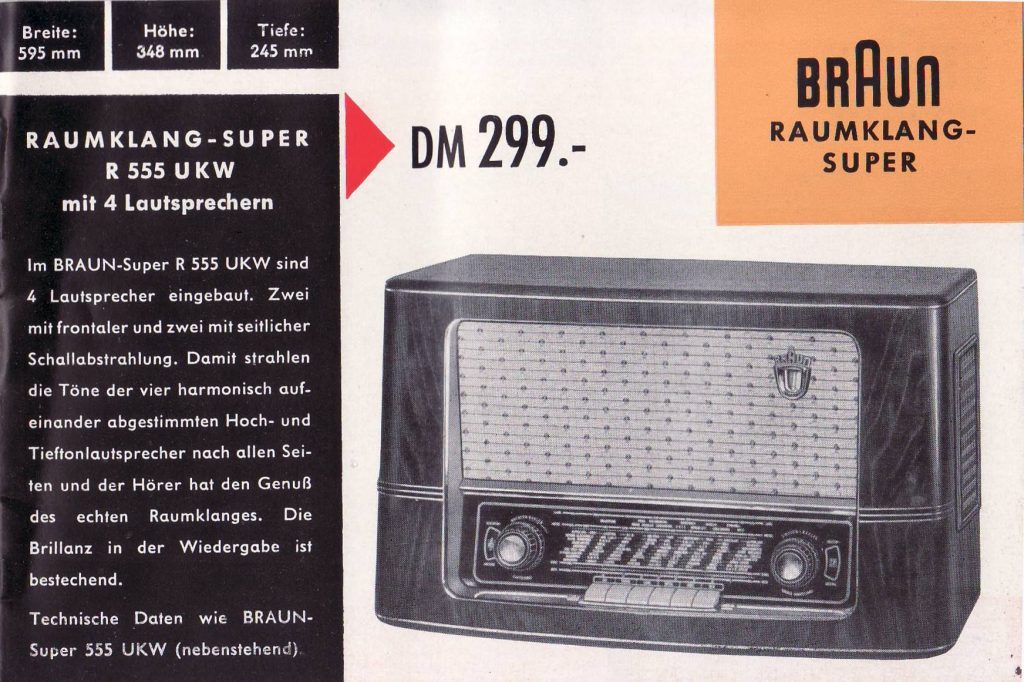 Breite:
595 mm
Höhe:
348 mm
Tiefe:
245 mm
RAUMKLANG-SUPER
R 555 UKW
mit 4 Lautsprechern
DM 299.-
BRAUN
RAUMKLANG-
SUPER
Im BRAUN-Super R 555 UKW sind
4 Lautsprecher eingebaut. Zwei
mit frontaler und zwei mit seitlicher
Schallabstrahlung. Damit strahlen
die Töne der vier harmonisch auf-
einander abgestimmten Hoch- und
Tieftonlautsprecher nach allen Sei-
ten und der Hörer hat den Genuß
des echten Raumklanges. Die
Brillanz in der Wiedergabe ist
bestechend.
Technische Daten wie BRAUN-
Super 555 UKW (nebenstehend).
BRAUN